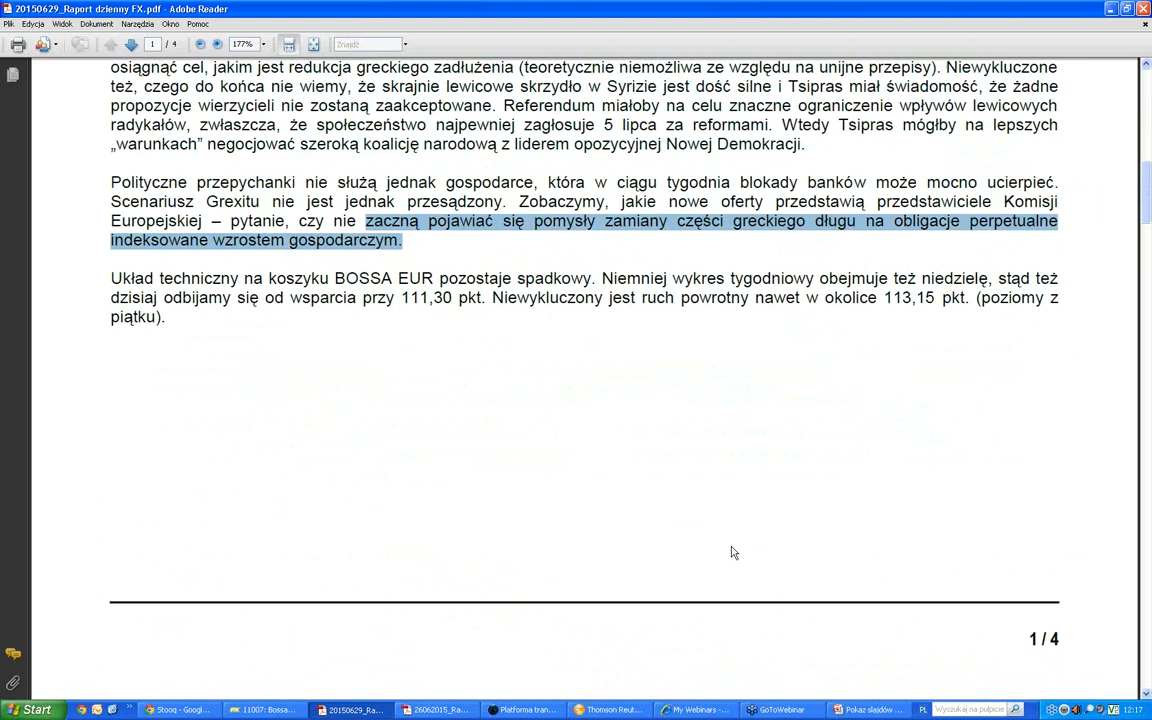 20150629_Raport dzienny FX.pdf - Adobe Reader
Plik Edycja Widok Dokument Narzędzia Okno Pomoc
1 / 4 177% Znajdź
osiągnąć cel, jakim jest redukcja greckiego zadłużenia (teoretycznie niemożliwa ze względu na unijne przepisy). Niewykluczone
też, czego do końca nie wiemy, że skrajnie lewicowe skrzydło w Syrizie jest dość silne i Tsipras miał świadomość, że żadne
propozycje wierzycieli nie zostaną zaakceptowane. Referendum miałoby na celu znaczne ograniczenie wpływów lewicowych
radykałów, zwłaszcza, że społeczeństwo najpewniej zagłosuje 5 lipca za reformami. Wtedy Tsipras mógłby na lepszych
„warunkach” negocjować szeroką koalicję narodową z liderem opozycyjnej Nowej Demokracji.
Polityczne przepychanki nie służą jednak gospodarce, która w ciągu tygodnia blokady banków może mocno ucierpieć.
Scenariusz Grexitu nie jest jednak przesądzony. Zobaczymy, jakie nowe oferty przedstawią przedstawiciele Komisji
Europejskiej – pytanie, czy nie zaczną pojawiać się pomysły zamiany części greckiego długu na obligacje perpetualne
indeksowane wzrostem gospodarczym.
Układ techniczny na koszyku BOSSA EUR pozostaje spadkowy. Niemniej wykres tygodniowy obejmuje też niedzielę, stąd też
dzisiaj odbijamy się od wsparcia przy 111,30 pkt. Niewykluczony jest ruch powrotny nawet w okolice 113,15 pkt. (poziomy z
piątku).
1 / 4
Start Stooq - Googl... 11007: Bossa... 20150629_Ra... 26062015_Ra... Platforma tran... Thomson Reut... My Webinars - ... GoToWebinar Pokaz slajdów ... PL Wyszukaj na pulpicie 12:17